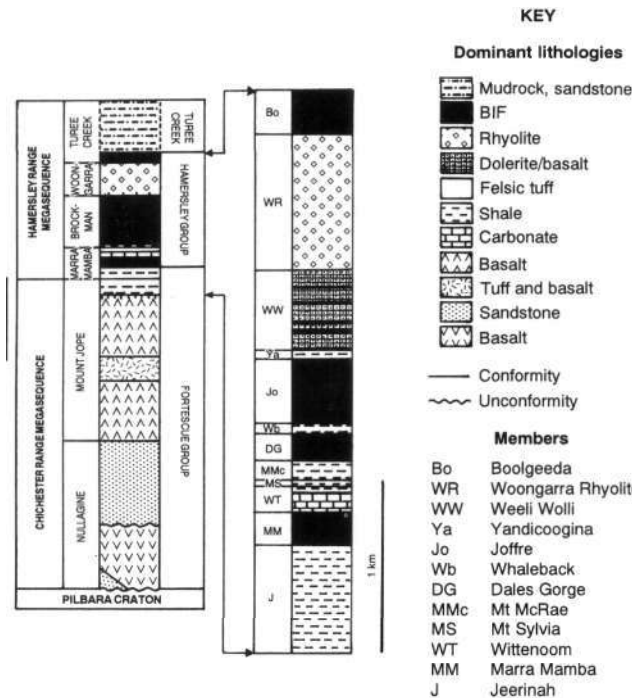 KEY
Dominant lithologies
Mudrock, sandstone
BIF
Rhyolite
Dolerite/basalt
Felsic tuff
Shale
Carbonate
Basalt
Tuff and basalt
Sandstone
Basalt
Conformity
Unconformity
Members
Bo Boolgeeda
WR Woongarra Rhyolit
WW Weeli Wolli
Ya Yandicoogina
Jo Joffre
Wb Whaleback
DG Dales Gorge
MMc Mt McRae
MS Mt Sylvia
WT Wittenoom
MM Marra Mamba
J Jeerinah
HAMERSLEY RANGE
MEGASEQUENCE
CHICHESTER RANGE MEGASEQUENCE
TUREE
CREEK
WOON-
GARRA
BROCK-
MAN
MARRA
MAMBA
MOUNT JOPE
NULLAGINE
TUREE
CREEK
HAMERSLEY GROUP
FORTESCUE GROUP
PILBARA CRATON
Bo
WR
WW
Ya
Jo
Wb
DG
MMc
MS
WT
MM
J
1 km